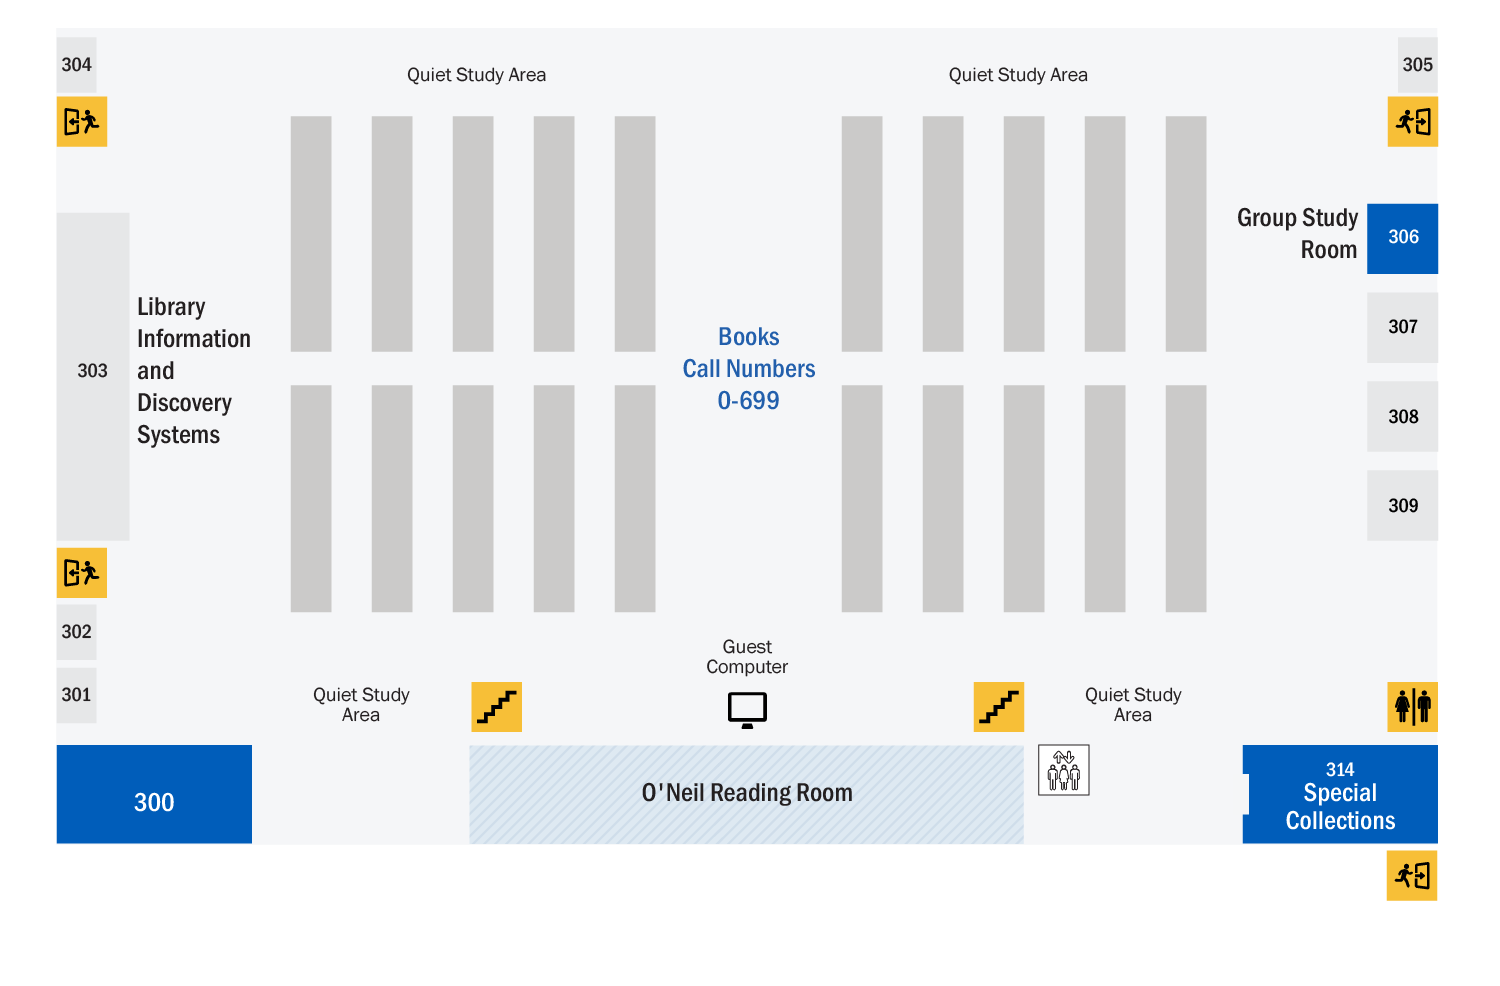 304
Quiet Study Area
Quiet Study Area
305
Group Study
Room
306
Library
Information
and
Discovery
Systems
303
Books
Call Numbers
0-699
307
308
309
302
301
Guest
Computer
Quiet Study
Area
Quiet Study
Area
300
O'Neil Reading Room
314
Special
Collections